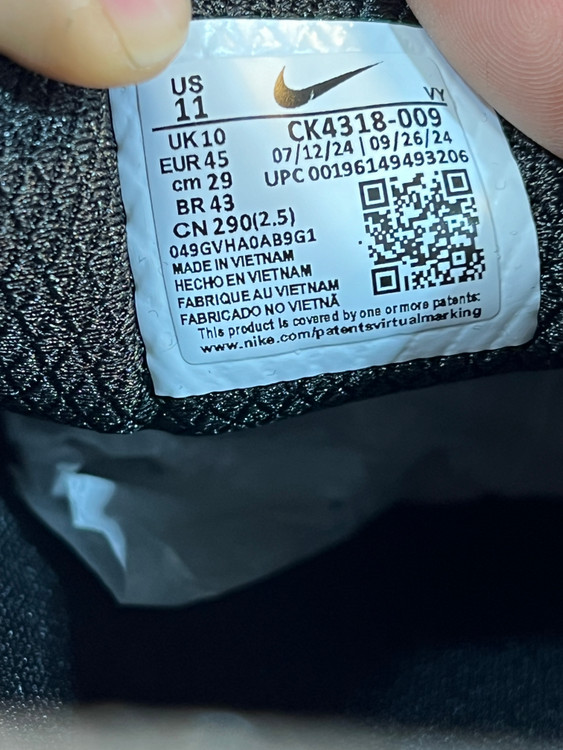 US
11
VY
UK 10
EUR 45
cm 29
BR 43
CN 290(2.5)
CK4318-009
07/12/24 | 09/26/24
UPC 00196149493206
049GVHA0AB9G1
MADE IN VIETNAM
HECHO EN VIETNAM
FABRIQUE AU VIETNAM
FABRICADO NO VIETNÃ
This product is covered by one or more patents:
www.nike.com/patentsvirtualmarking